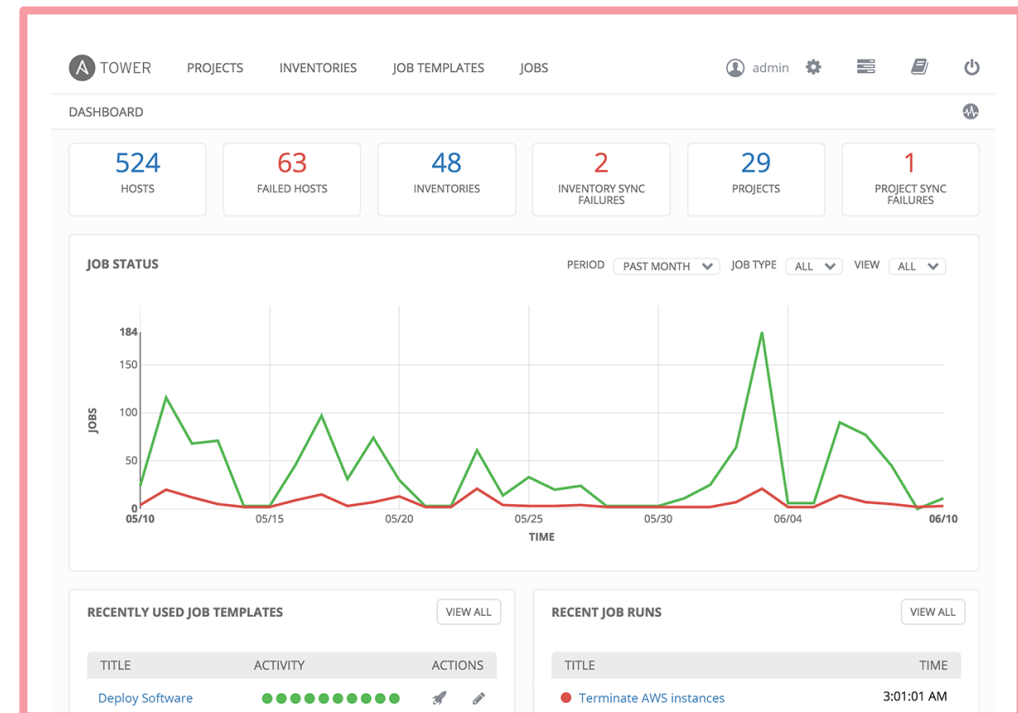 A TOWER PROJECTS INVENTORIES JOB TEMPLATES JOBS admin
DASHBOARD
524 63 48 2 29 1
HOSTS FAILED HOSTS INVENTORIES INVENTORY SYNC FAILURES PROJECTS PROJECT SYNC FAILURES
JOB STATUS PERIOD PAST MONTH JOB TYPE ALL VIEW ALL
184
150
100
50
0
JOBS
05/10 05/15 05/20 05/25 05/30 06/04 06/10
TIME
RECENTLY USED JOB TEMPLATES VIEW ALL
TITLE ACTIVITY ACTIONS
Deploy Software
RECENT JOB RUNS VIEW ALL
TITLE TIME
Terminate AWS instances 3:01:01 AM